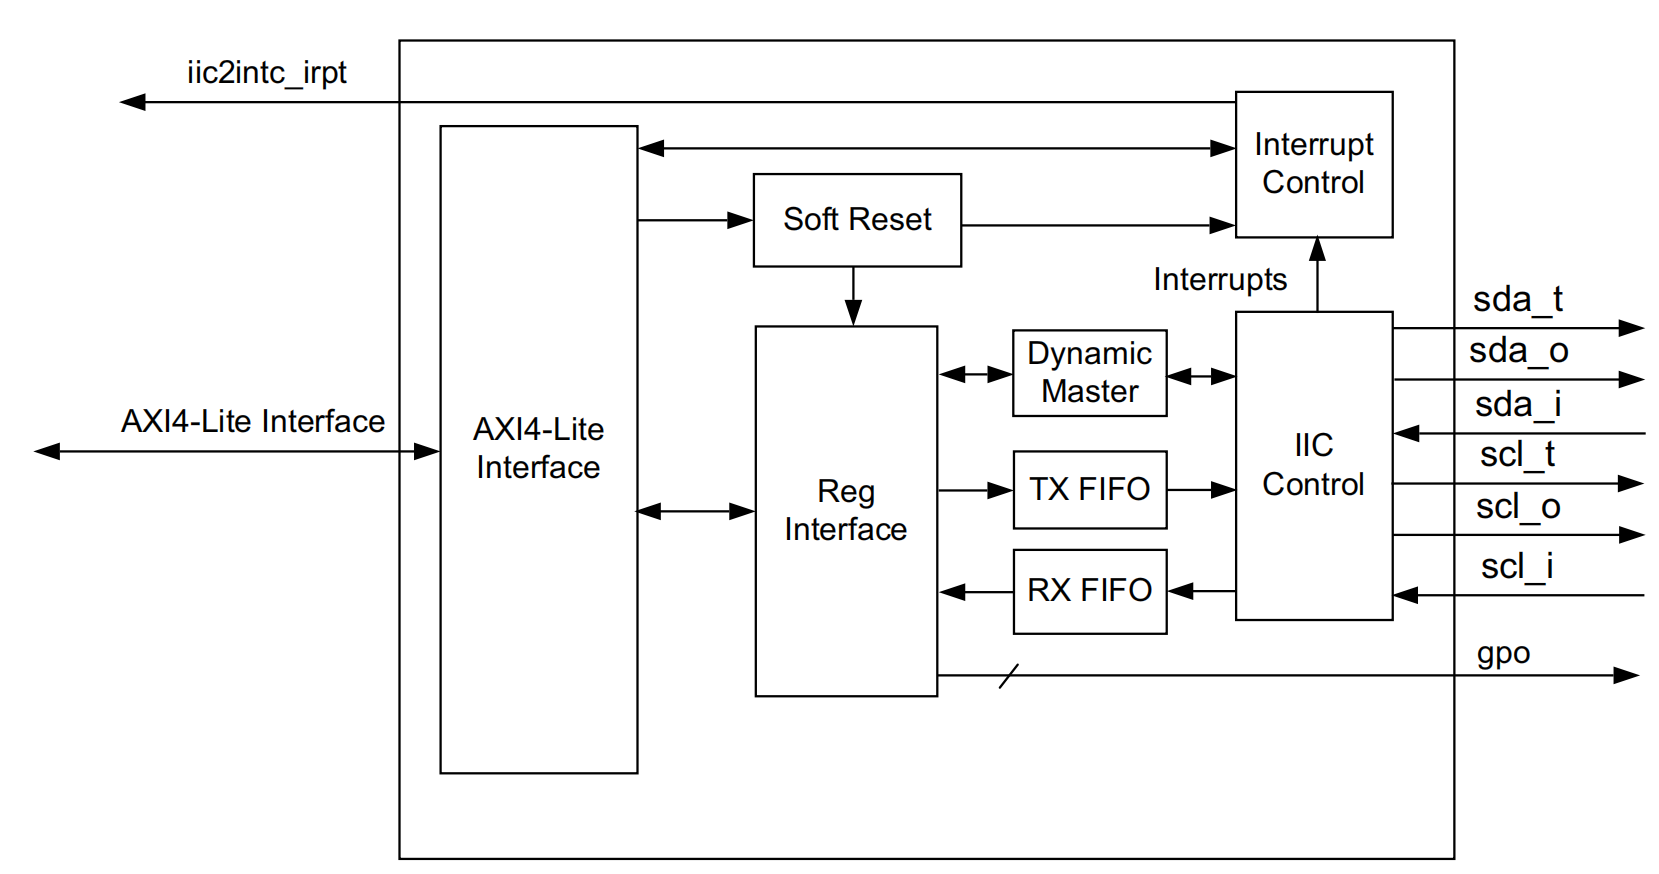 iic2intc_irpt
Interrupt
Control
Soft Reset
Interrupts
sda_t
Dynamic
Master
sda_o
sda_i
AXI4-Lite Interface
AXI4-Lite
Interface
IIC
Control
scl_t
Reg
Interface
TX FIFO
scl_o
RX FIFO
scl_i
gpo